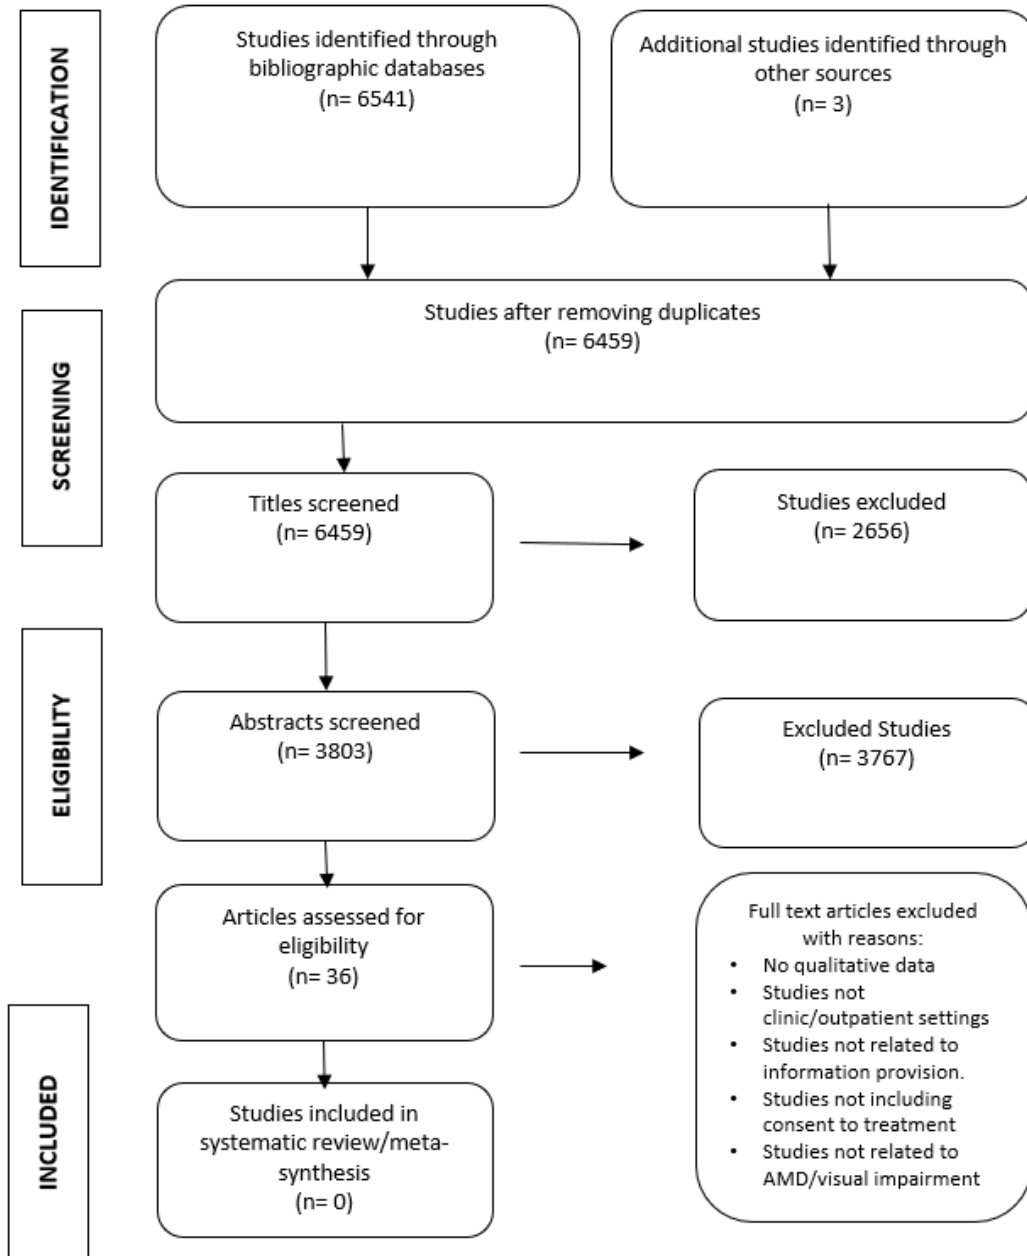 IDENTIFICATION
Studies identified through
bibliographic databases
(n= 6541)
Additional studies identified through
other sources
(n= 3)
SCREENING
Studies after removing duplicates
(n= 6459)
Titles screened
(n= 6459)
Studies excluded
(n= 2656)
ELIGIBILITY
Abstracts screened
(n= 3803)
Excluded Studies
(n= 3767)
Articles assessed for
eligibility
(n= 36)
Full text articles excluded
with reasons:
• No qualitative data
• Studies not
clinic/outpatient settings
• Studies not related to
information provision.
• Studies not including
consent to treatment
• Studies not related to
AMD/visual impairment
INCLUDED
Studies included in
systematic review/meta-
synthesis
(n= 0)